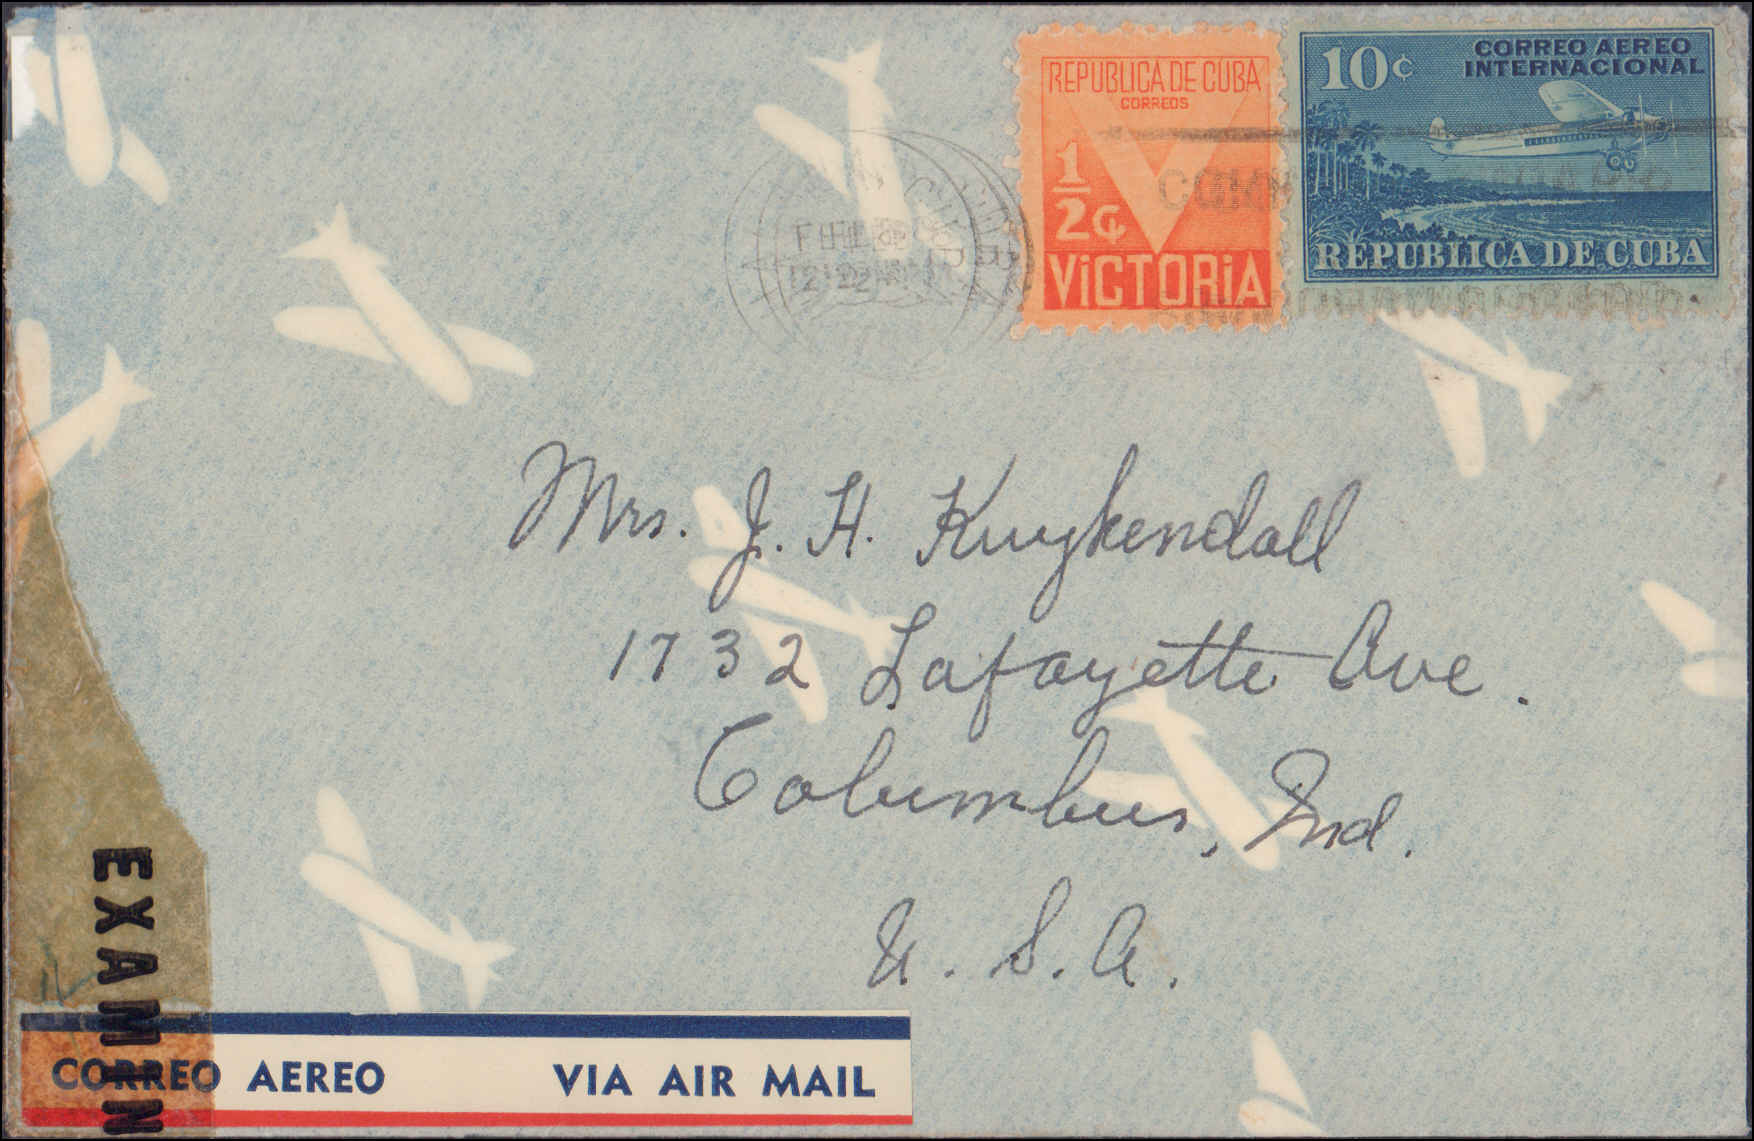 REPUBLICA DE CUBA
CORREOS
1/2¢
VICTORIA
10¢
CORREO AEREO
INTERNACIONAL
REPUBLICA DE CUBA
Mrs. J. H. Kuykendall
1732 Lafayette Ave.
Columbus, Ind.
U. S. A.
EXAMIN
CORREO AEREO VIA AIR MAIL